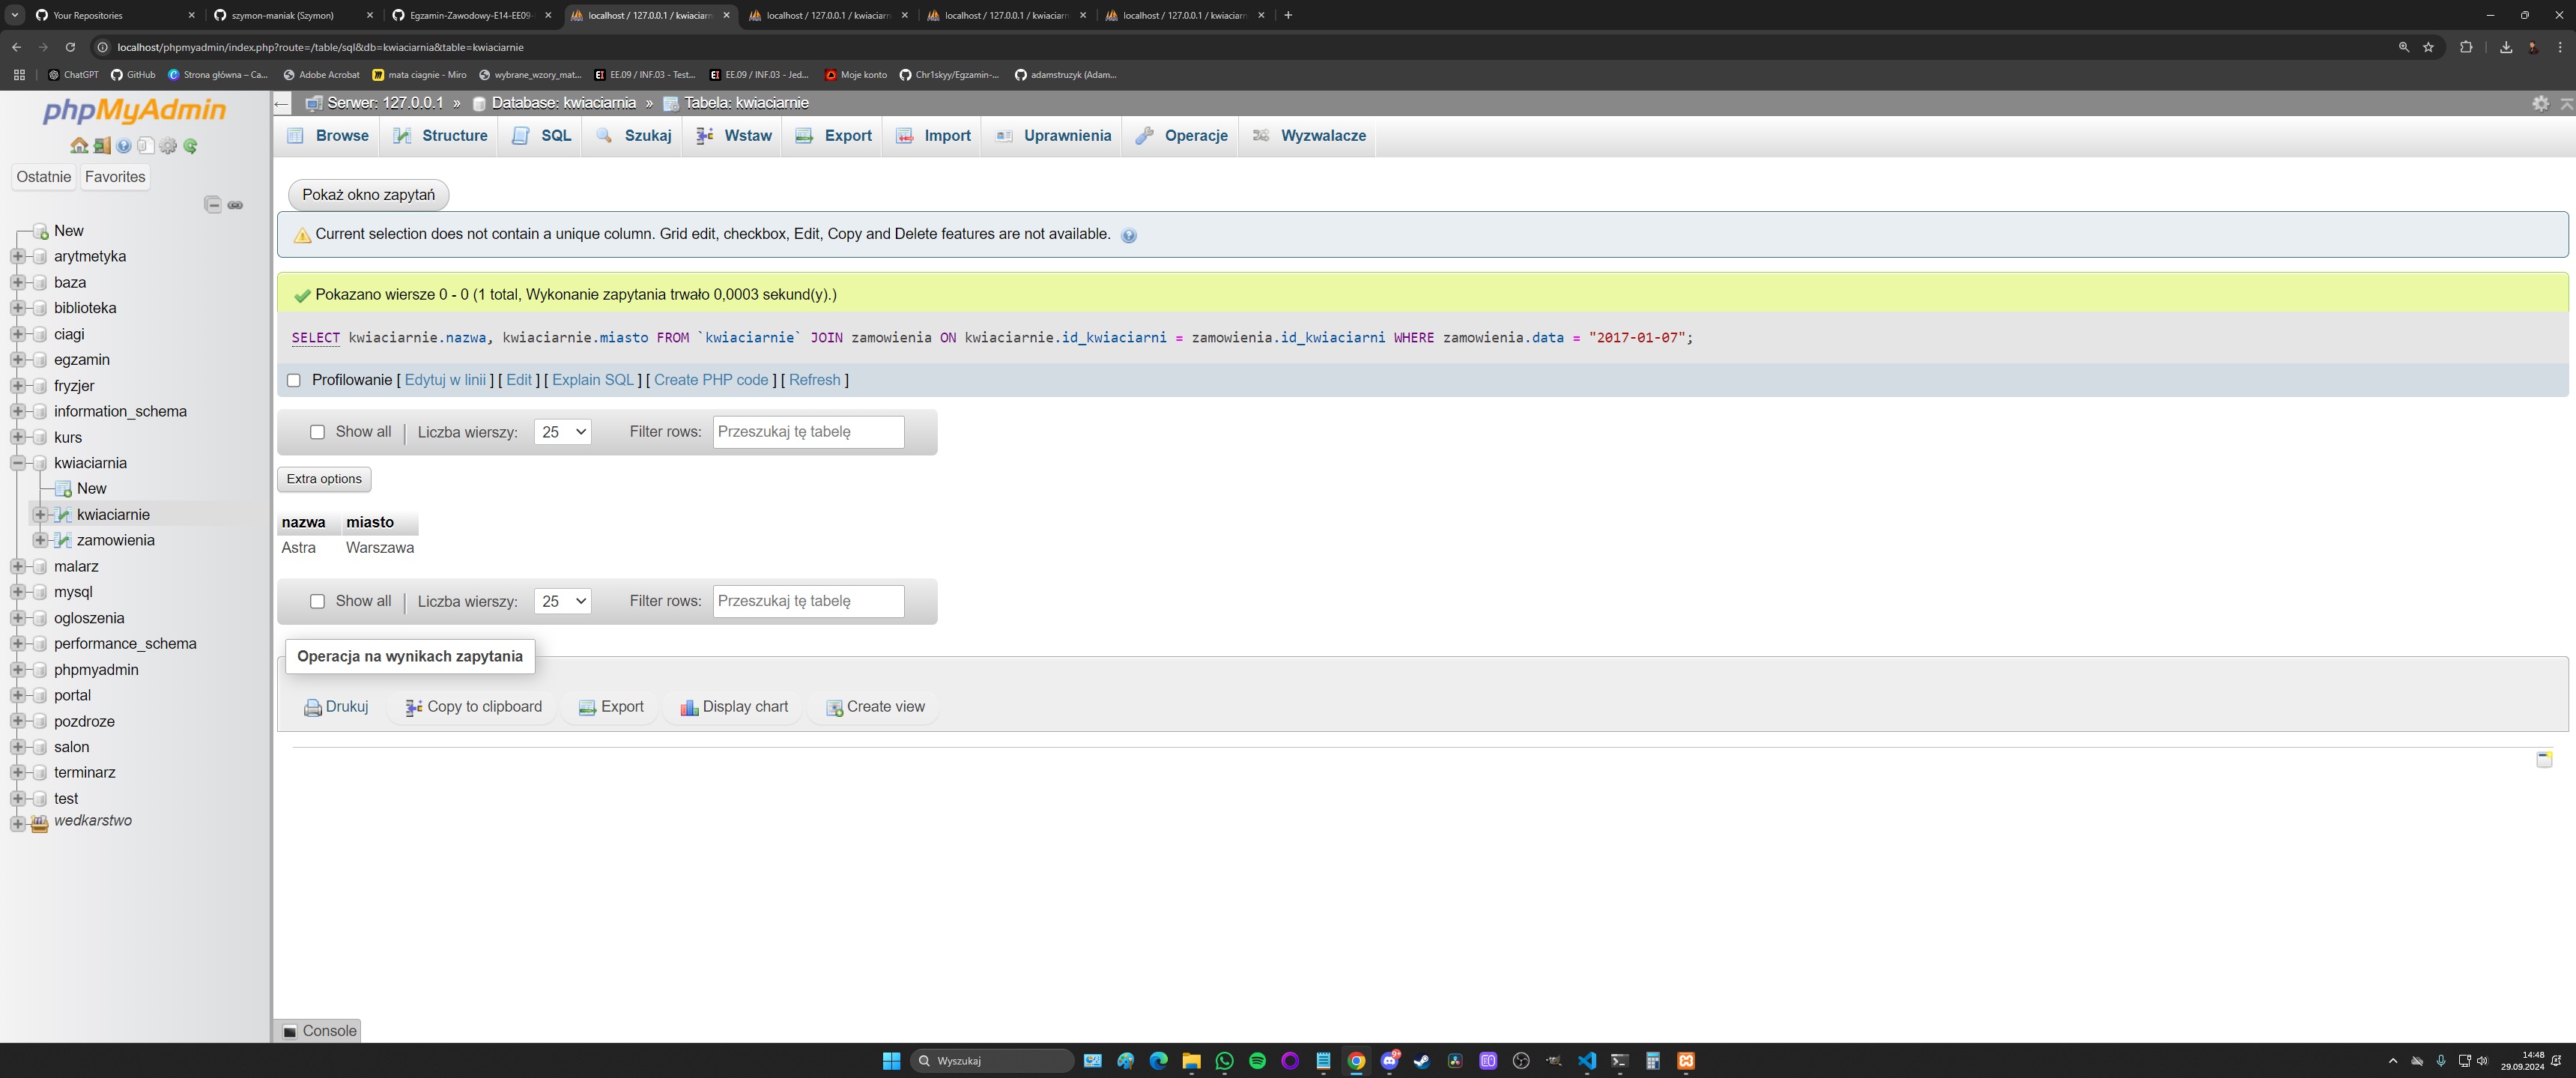 Your Repositories
szymon-maniak (Szymon)
Egzamin-Zawodowy-E14-EE09-
localhost / 127.0.0.1 / kwiaciarn
localhost / 127.0.0.1 / kwiaciarn
localhost / 127.0.0.1 / kwiaciarn
localhost / 127.0.0.1 / kwiaciarn
localhost/phpmyadmin/index.php?route=/table/sql&db=kwiaciarnia&table=kwiaciarnie
ChatGPT
GitHub
Strona główna – Ca...
Adobe Acrobat
mata ciagnie - Miro
wybrane_wzory_mat...
EE.09 / INF.03 - Test...
EE.09 / INF.03 - Jed...
Moje konto
Chr1skyy/Egzamin-...
adamstruzyk (Adam...
phpMyAdmin
Ostatnie
Favorites
New
arytmetyka
baza
biblioteka
ciagi
egzamin
fryzjer
information_schema
kurs
kwiaciarnia
New
kwiaciarnie
zamowienia
malarz
mysql
ogloszenia
performance_schema
phpmyadmin
portal
pozdroze
salon
terminarz
test
wedkarstwo
Serwer: 127.0.0.1 » Database: kwiaciarnia » Tabela: kwiaciarnie
Browse
Structure
SQL
Szukaj
Wstaw
Export
Import
Uprawnienia
Operacje
Wyzwalacze
Pokaż okno zapytań
Current selection does not contain a unique column. Grid edit, checkbox, Edit, Copy and Delete features are not available.
Pokazano wiersze 0 - 0 (1 total, Wykonanie zapytania trwało 0,0003 sekund(y).)
SELECT kwiaciarnie.nazwa, kwiaciarnie.miasto FROM `kwiaciarnie` JOIN zamowienia ON kwiaciarnie.id_kwiaciarni = zamowienia.id_kwiaciarni WHERE zamowienia.data = "2017-01-07";
Profilowanie [ Edytuj w linii ] [ Edit ] [ Explain SQL ] [ Create PHP code ] [ Refresh ]
Show all | Liczba wierszy: 25 Filter rows: Przeszukaj tę tabelę
Extra options
nazwa miasto
Astra Warszawa
Show all | Liczba wierszy: 25 Filter rows: Przeszukaj tę tabelę
Operacja na wynikach zapytania
Drukuj
Copy to clipboard
Export
Display chart
Create view
Console
Wyszukaj
9+
14:48
29.09.2024